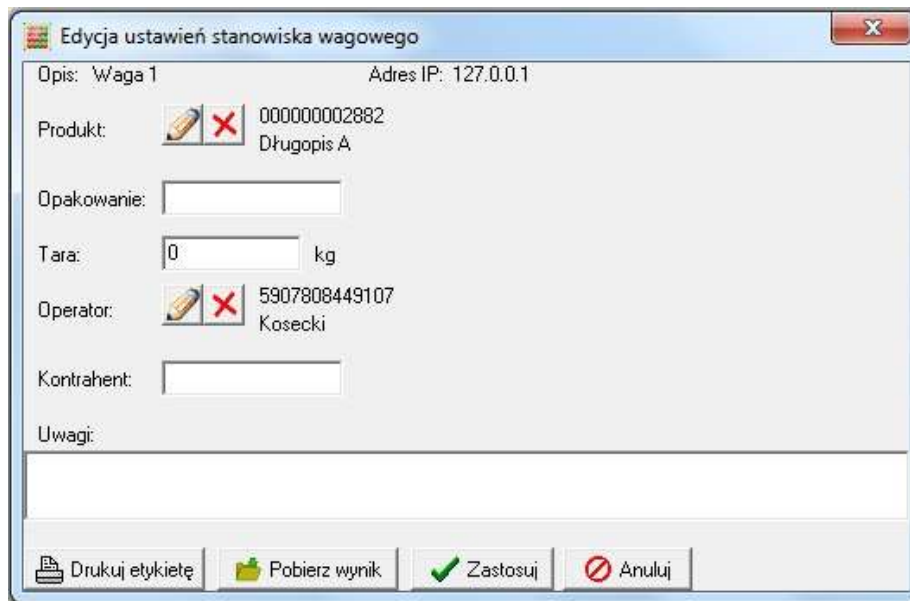 Edycja ustawień stanowiska wagowego
Opis: Waga 1 Adres IP: 127.0.0.1
Produkt: 000000002882
Długopis A
Opakowanie:
Tara: 0 kg
Operator: 5907808449107
Kosecki
Kontrahent:
Uwagi:
Drukuj etykietę Pobierz wynik Zastosuj Anuluj